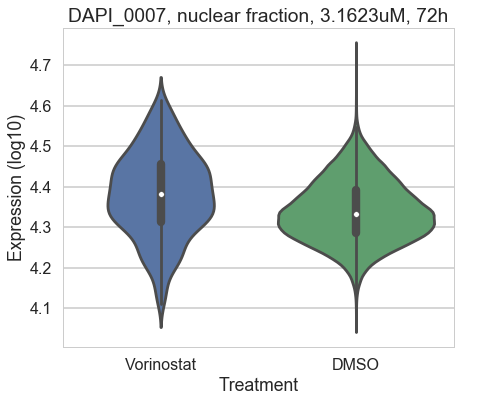 DAPI_0007, nuclear fraction, 3.1623uM, 72h
Expression (log10)
4.7
4.6
4.5
4.4
4.3
4.2
4.1
Vorinostat
DMSO
Treatment